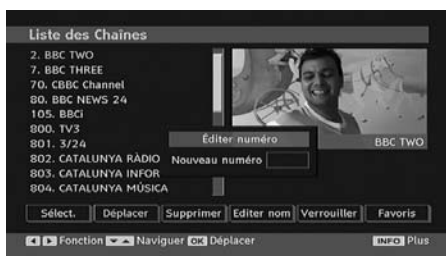 Liste des Chaînes
2. BBC TWO
7. BBC THREE
70. CBBC Channel
80. BBC NEWS 24
105. BBCi
800. TV3
801. 3/24
802. CATALUNYA RÀDIO
803. CATALUNYA INFOR
804. CATALUNYA MÚSICA
BBC TWO
Éditer numéro
Nouveau numéro
Sélect. Déplacer Supprimer Editer nom Verrouiller Favoris
Fonction Naviguer OK Déplacer INFO Plus